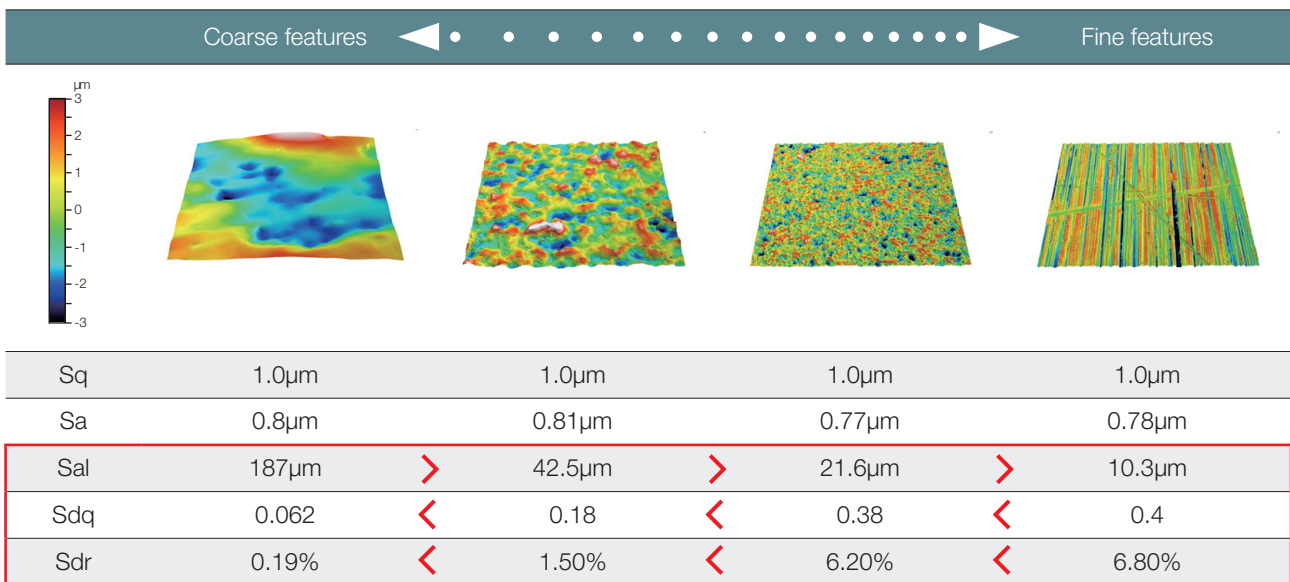 Coarse features Fine features
µm
3
2
1
0
-1
-2
-3
Sq 1.0µm 1.0µm 1.0µm 1.0µm
Sa 0.8µm 0.81µm 0.77µm 0.78µm
Sal 187µm > 42.5µm > 21.6µm > 10.3µm
Sdq 0.062 < 0.18 < 0.38 < 0.4
Sdr 0.19% < 1.50% < 6.20% < 6.80%